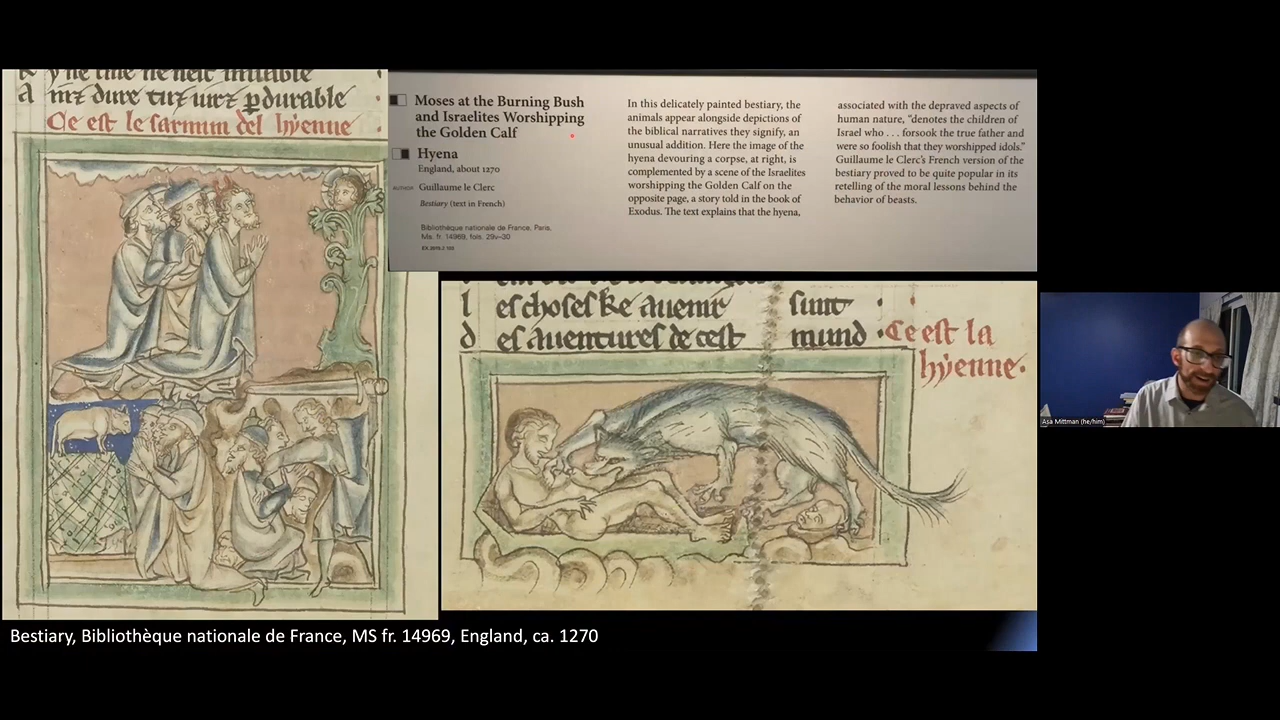 a mz dure tuz iurz pdurable
Ce est le sarmun del hyenne
Moses at the Burning Bush
and Israelites Worshipping
the Golden Calf
Hyena
England, about 1270
AUTHOR Guillaume le Clerc
Bestiary (text in French)
Bibliothèque nationale de France, Paris,
Ms. fr. 14969, fols. 29v–30
In this delicately painted bestiary, the
animals appear alongside depictions of
the biblical narratives they signify, an
unusual addition. Here the image of the
hyena devouring a corpse, at right, is
complemented by a scene of the Israelites
worshipping the Golden Calf on the
opposite page, a story told in the book of
Exodus. The text explains that the hyena,
associated with the depraved aspects of
human nature, “denotes the children of
Israel who . . . forsook the true father and
were so foolish that they worshipped idols.”
Guillaume le Clerc’s French version of the
bestiary proved to be quite popular in its
retelling of the moral lessons behind the
behavior of beasts.
l es choses ke auenir sunt
d es auentures de cest mund
Ce est la
hyenne
Asa Mittman (he/him)
Bestiary, Bibliothèque nationale de France, MS fr. 14969, England, ca. 1270